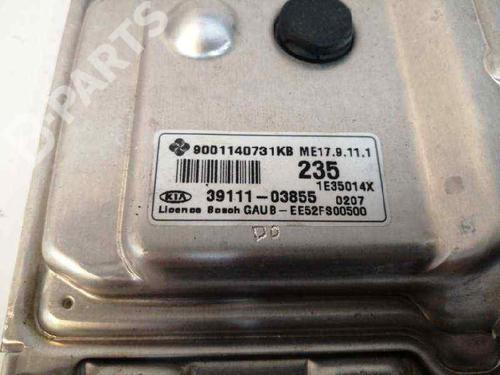 B-PARTS
9001140731KB ME17.9.11.1
235
1E35014X
KIA 39111-03855 0207
Licence Bosch GAUB-EE52FS00500